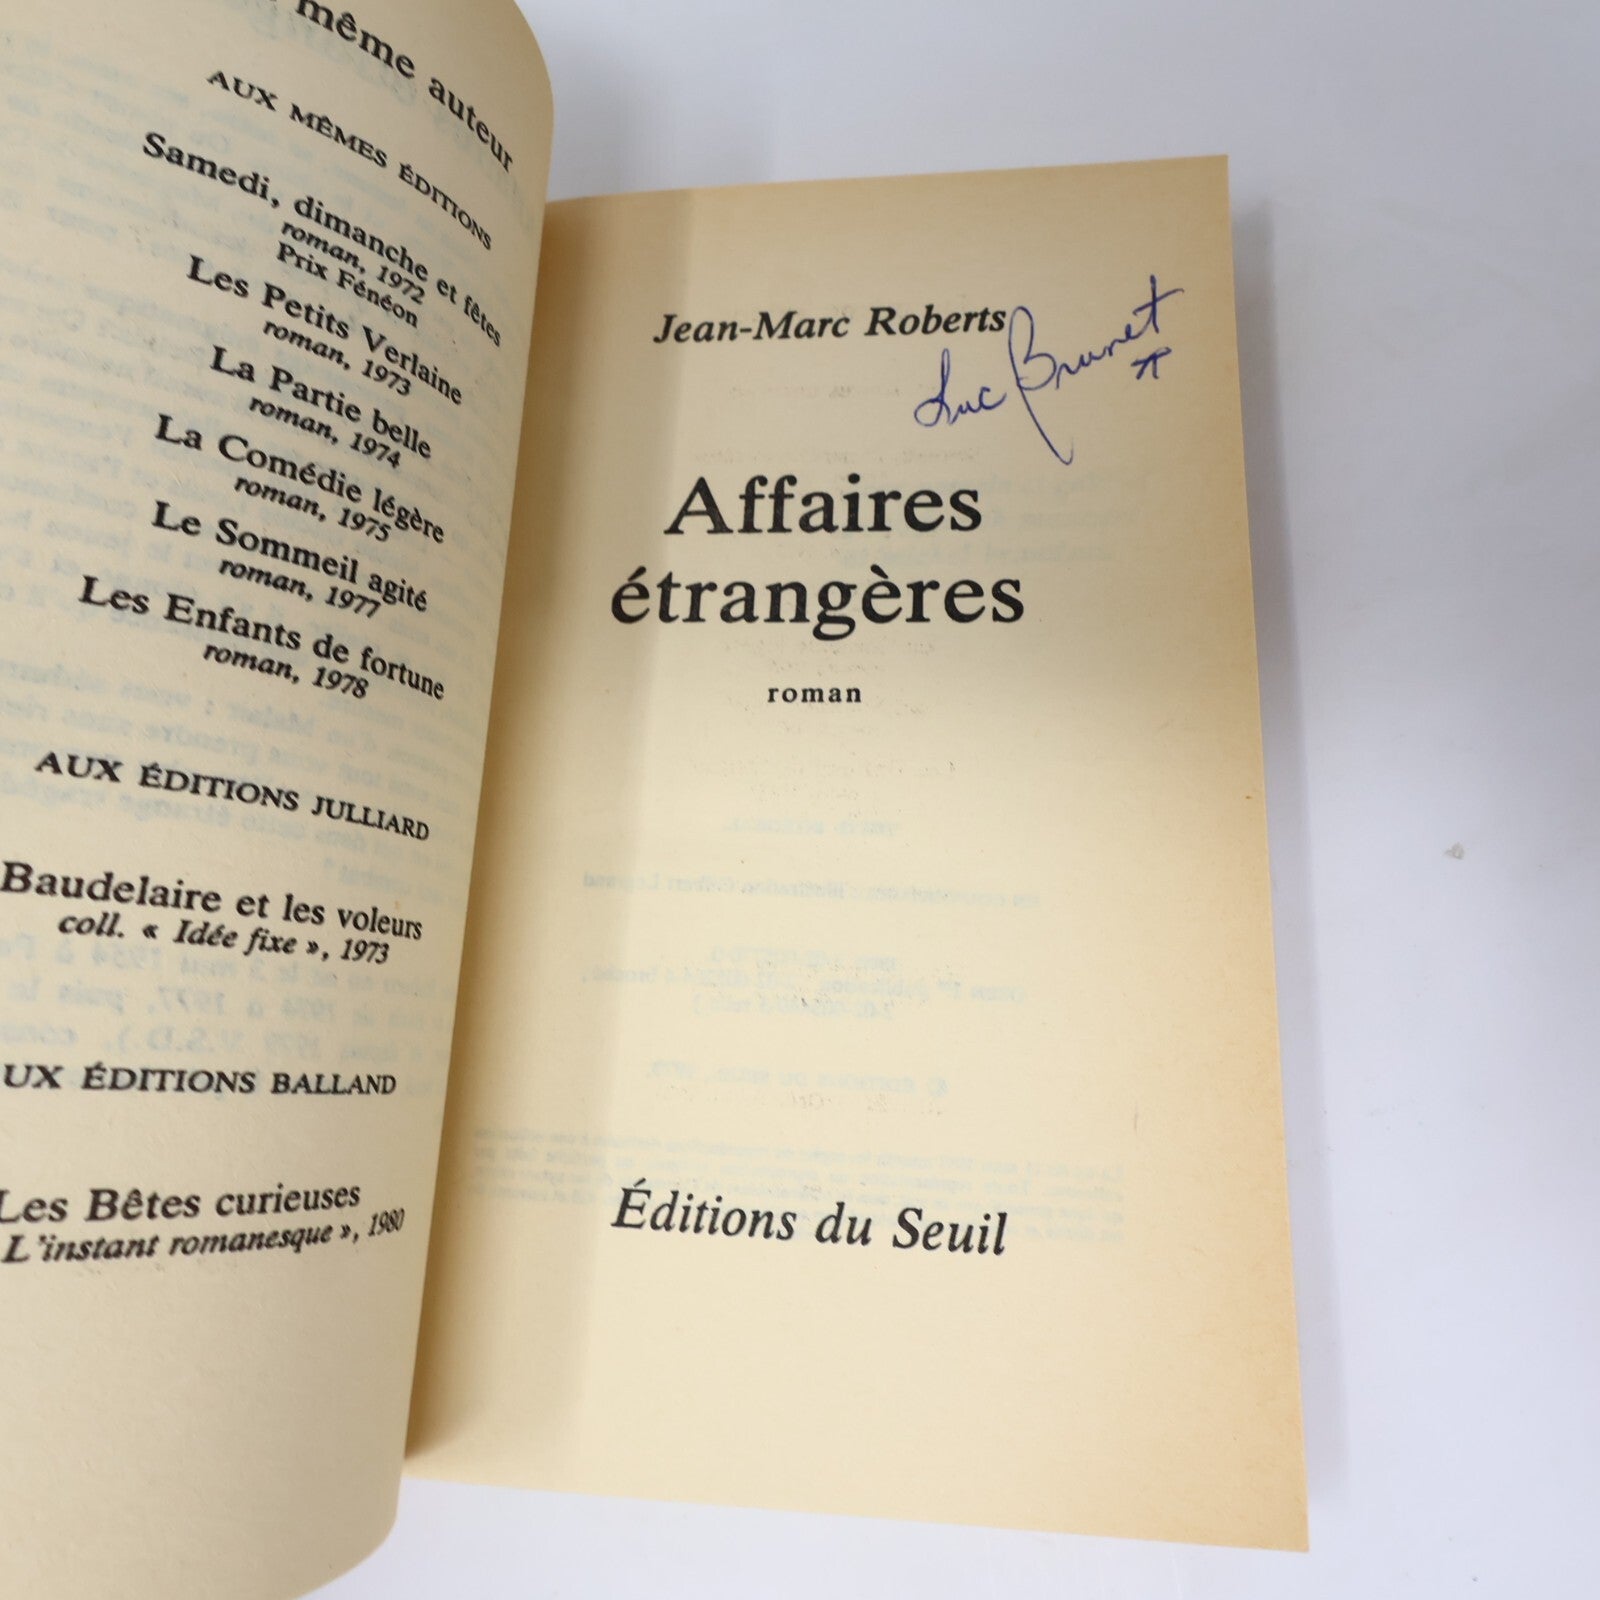 même auteur
AUX MÊMES ÉDITIONS
Samedi, dimanche et fêtes
roman, 1972
Prix Fénéon
Les Petits Verlaine
roman, 1973
La Partie belle
roman, 1974
La Comédie légère
roman, 1975
Le Sommeil agité
roman, 1977
Les Enfants de fortune
roman, 1978
AUX ÉDITIONS JULLIARD
Baudelaire et les voleurs
coll. « Idée fixe », 1973
UX ÉDITIONS BALLAND
Les Bêtes curieuses
L'instant romanesque », 1980
Jean-Marc Roberts
Luc Brunet
Affaires
étrangères
roman
Éditions du Seuil